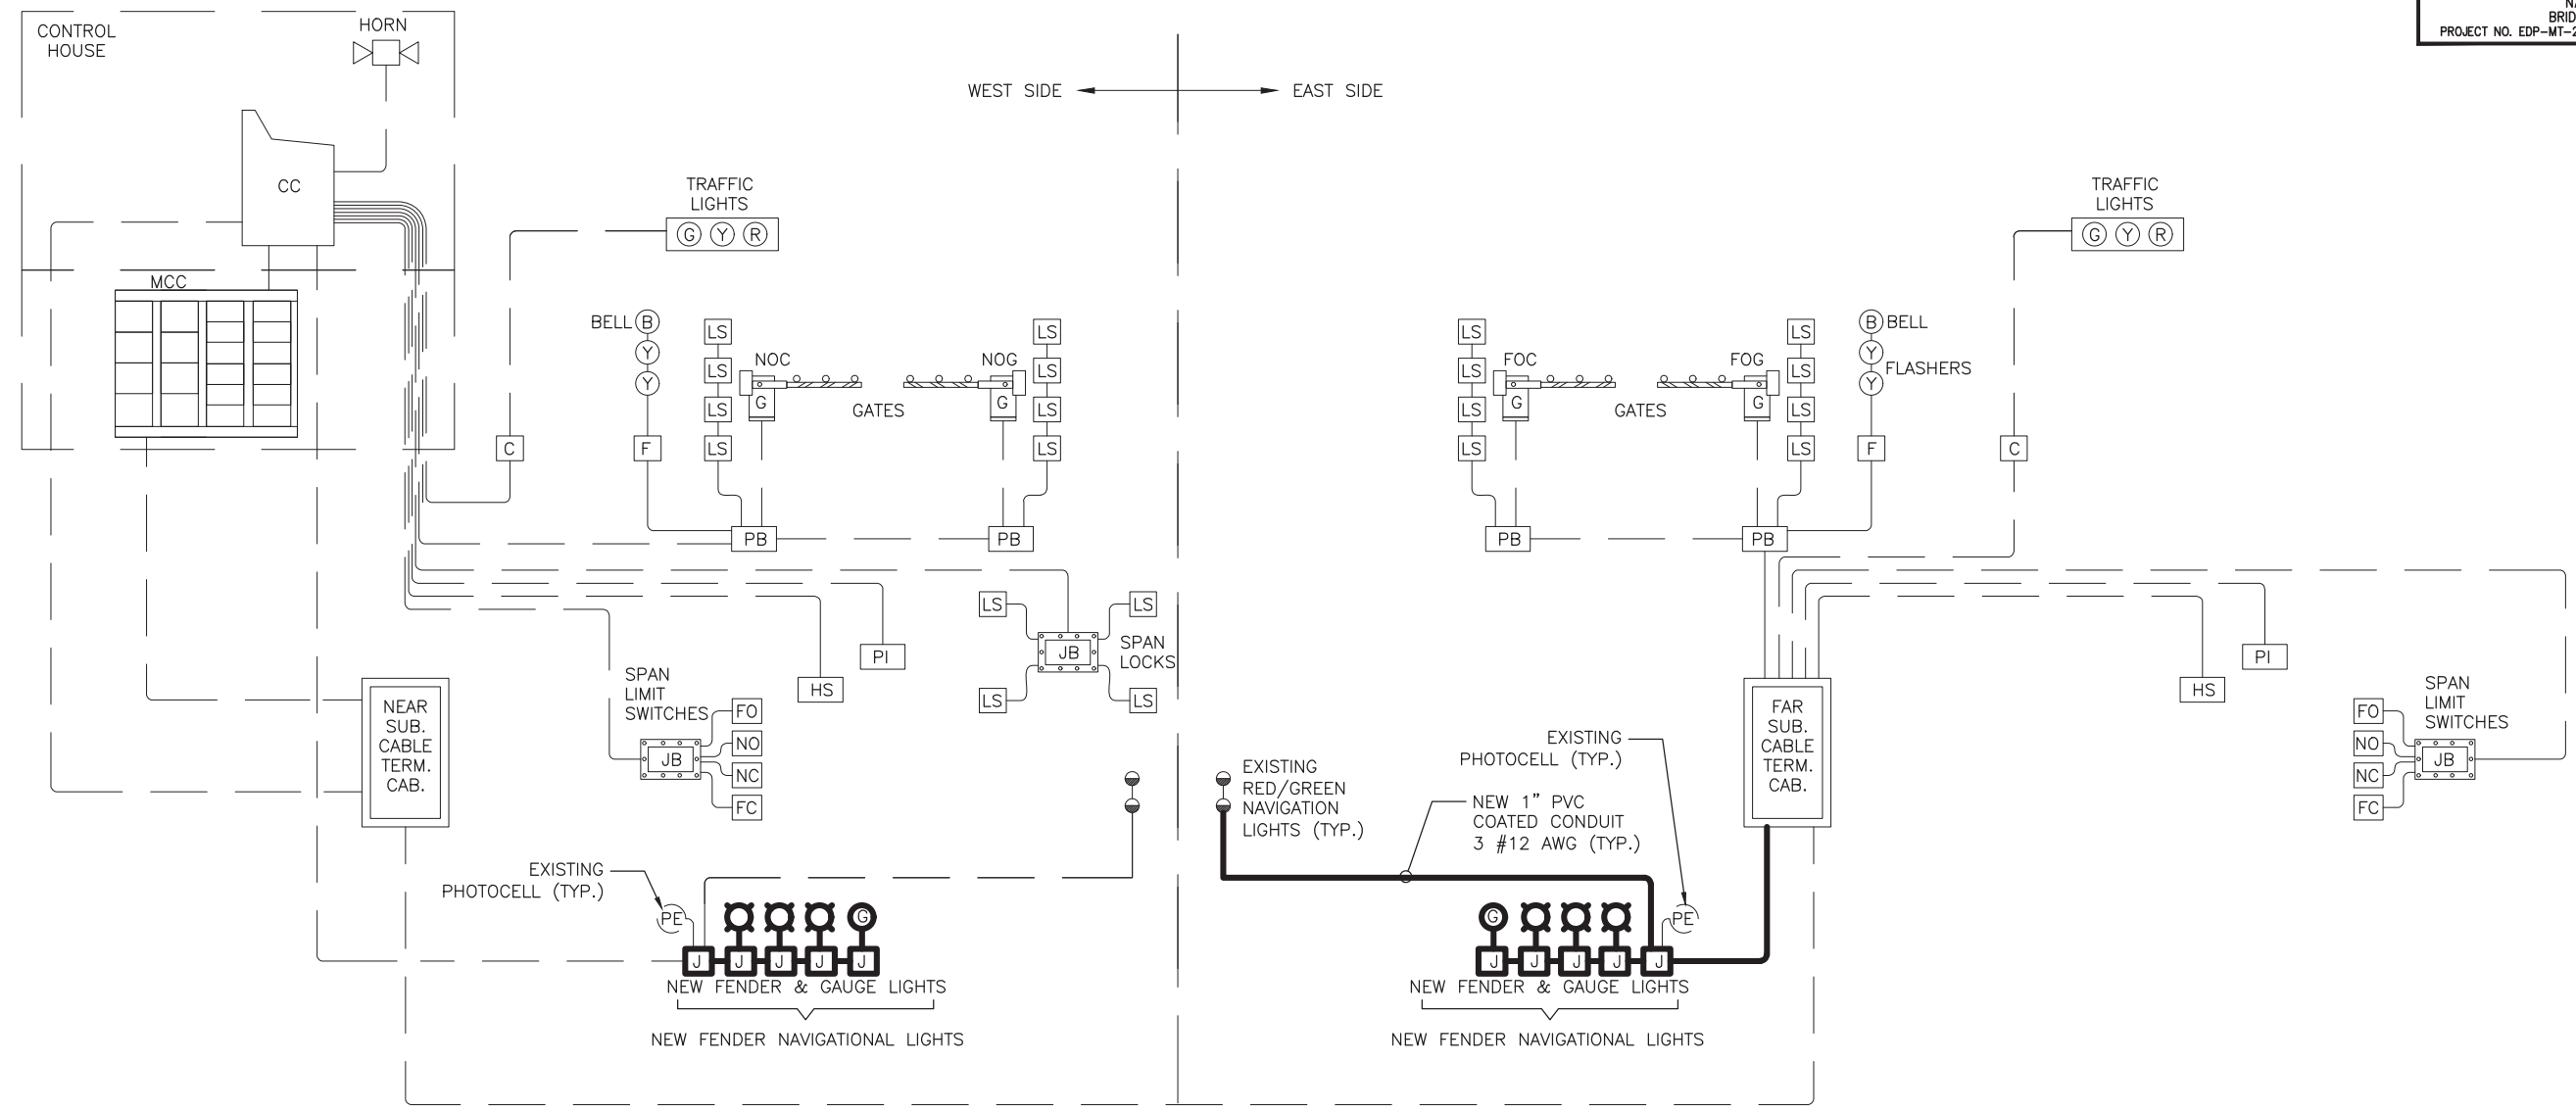 BRID
PROJECT NO. EDP-MT-2
CONTROL
HOUSE
HORN
WEST SIDE
EAST SIDE
CC
TRAFFIC
LIGHTS
G Y R
TRAFFIC
LIGHTS
G Y R
MCC
BELL B
Y
Y
LS
LS
LS
LS
NOC
G
GATES
NOG
G
LS
LS
LS
LS
LS
LS
LS
LS
FOC
G
GATES
FOG
G
LS
LS
LS
LS
B BELL
Y
FLASHERS
Y
C
F
F
C
PB
PB
PB
PB
LS
LS
JB
SPAN
LOCKS
LS
LS
PI
HS
PI
HS
SPAN
LIMIT
SWITCHES
JB
FO
NO
NC
FC
NEAR
SUB.
CABLE
TERM.
CAB.
FAR
SUB.
CABLE
TERM.
CAB.
SPAN
LIMIT
SWITCHES
FO
NO
NC
FC
JB
EXISTING
RED/GREEN
NAVIGATION
LIGHTS (TYP.)
EXISTING
PHOTOCELL (TYP.)
NEW 1" PVC
COATED CONDUIT
3 #12 AWG (TYP.)
EXISTING
PHOTOCELL (TYP.)
PE
G
J J J J J
NEW FENDER & GAUGE LIGHTS
NEW FENDER NAVIGATIONAL LIGHTS
G
PE
J J J J J
NEW FENDER & GAUGE LIGHTS
NEW FENDER NAVIGATIONAL LIGHTS